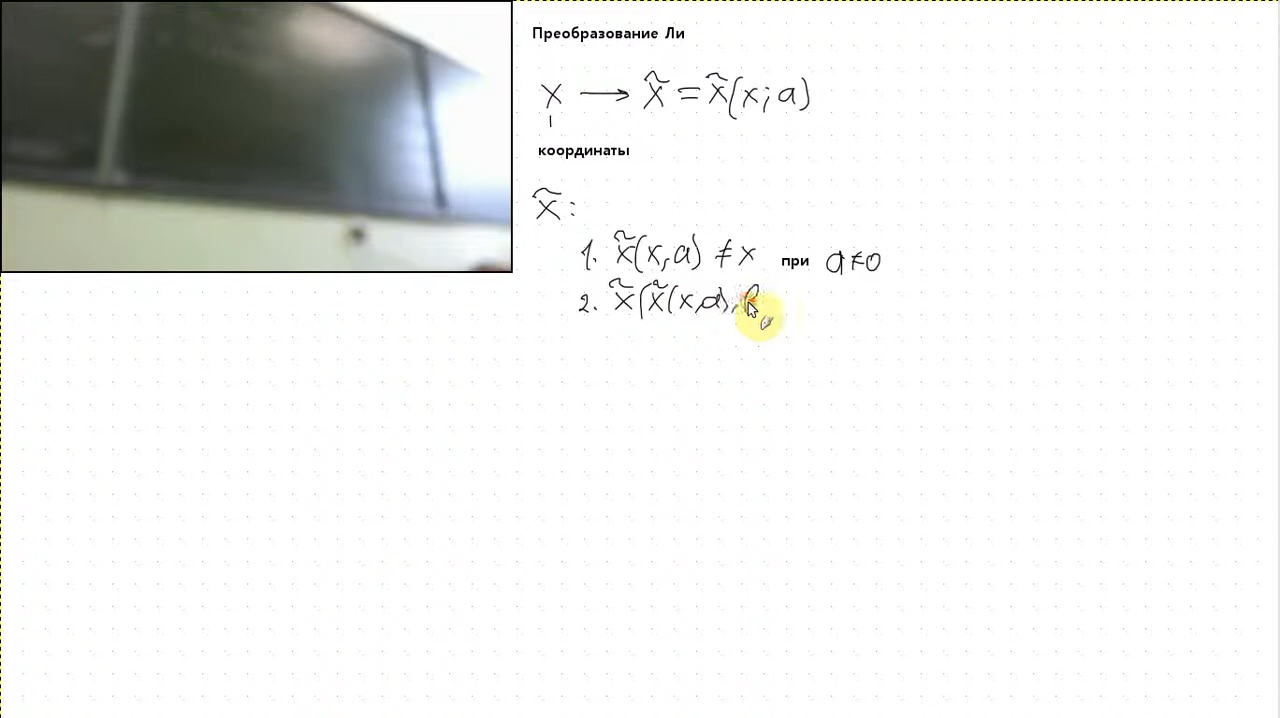 Преобразование Ли
x → x̃ = x̃(x; a)
координаты
x̃:
1. x̃(x, a) ≠ x при a ≠ 0
2. x̃(x̃(x,a),